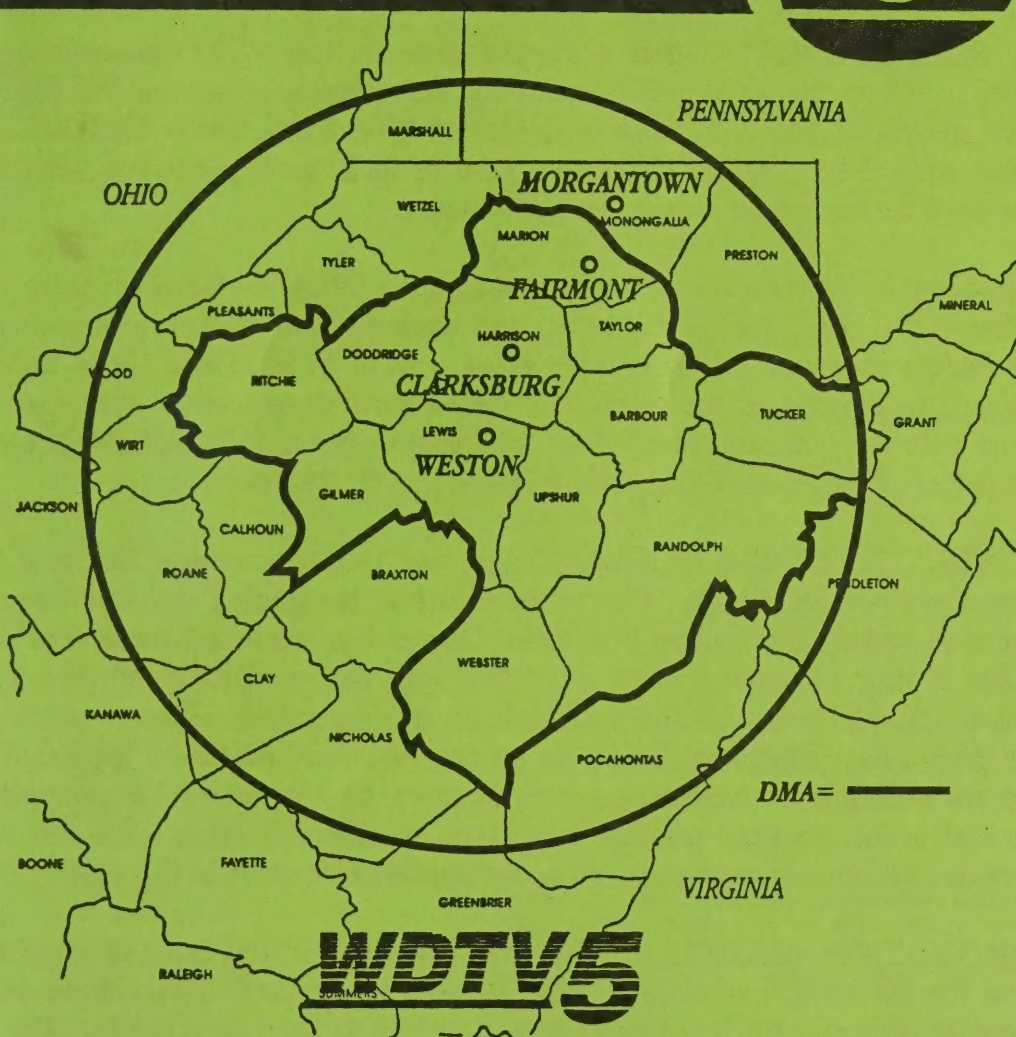 PENNSYLVANIA
MARSHALL
OHIO
MORGANTOWN
WETZEL
MONONGALIA
MARION
PRESTON
TYLER
FAIRMONT
MINERAL
PLEASANTS
TAYLOR
HARRISON
DODDRIDGE
WOOD
RITCHIE
CLARKSBURG
BARBOUR
TUCKER
GRANT
WIRT
LEWIS
WESTON
GILMER
UPSHUR
JACKSON
CALHOUN
RANDOLPH
ROANE
BRAXTON
PENDLETON
WEBSTER
CLAY
KANAWA
NICHOLAS
POCAHONTAS
DMA=
BOONE
FAYETTE
VIRGINIA
GREENBRIER
WDTV5
RALEIGH
SUMMERS